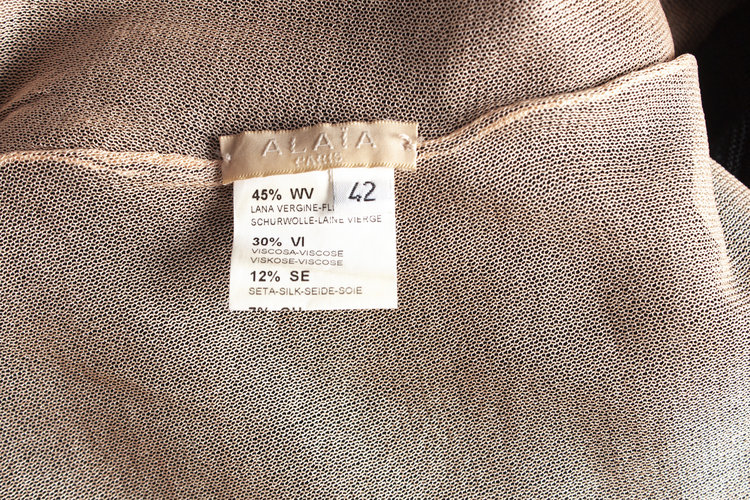 ALAÏA
PARIS
45% WV 42
LANA VERGINE-FL
SCHURWOLLE-LAINE VIERGE
30% VI
VISCOSA-VISCOSE
VISKOSE-VISCOSE
12% SE
SETA-SILK-SEIDE-SOIE